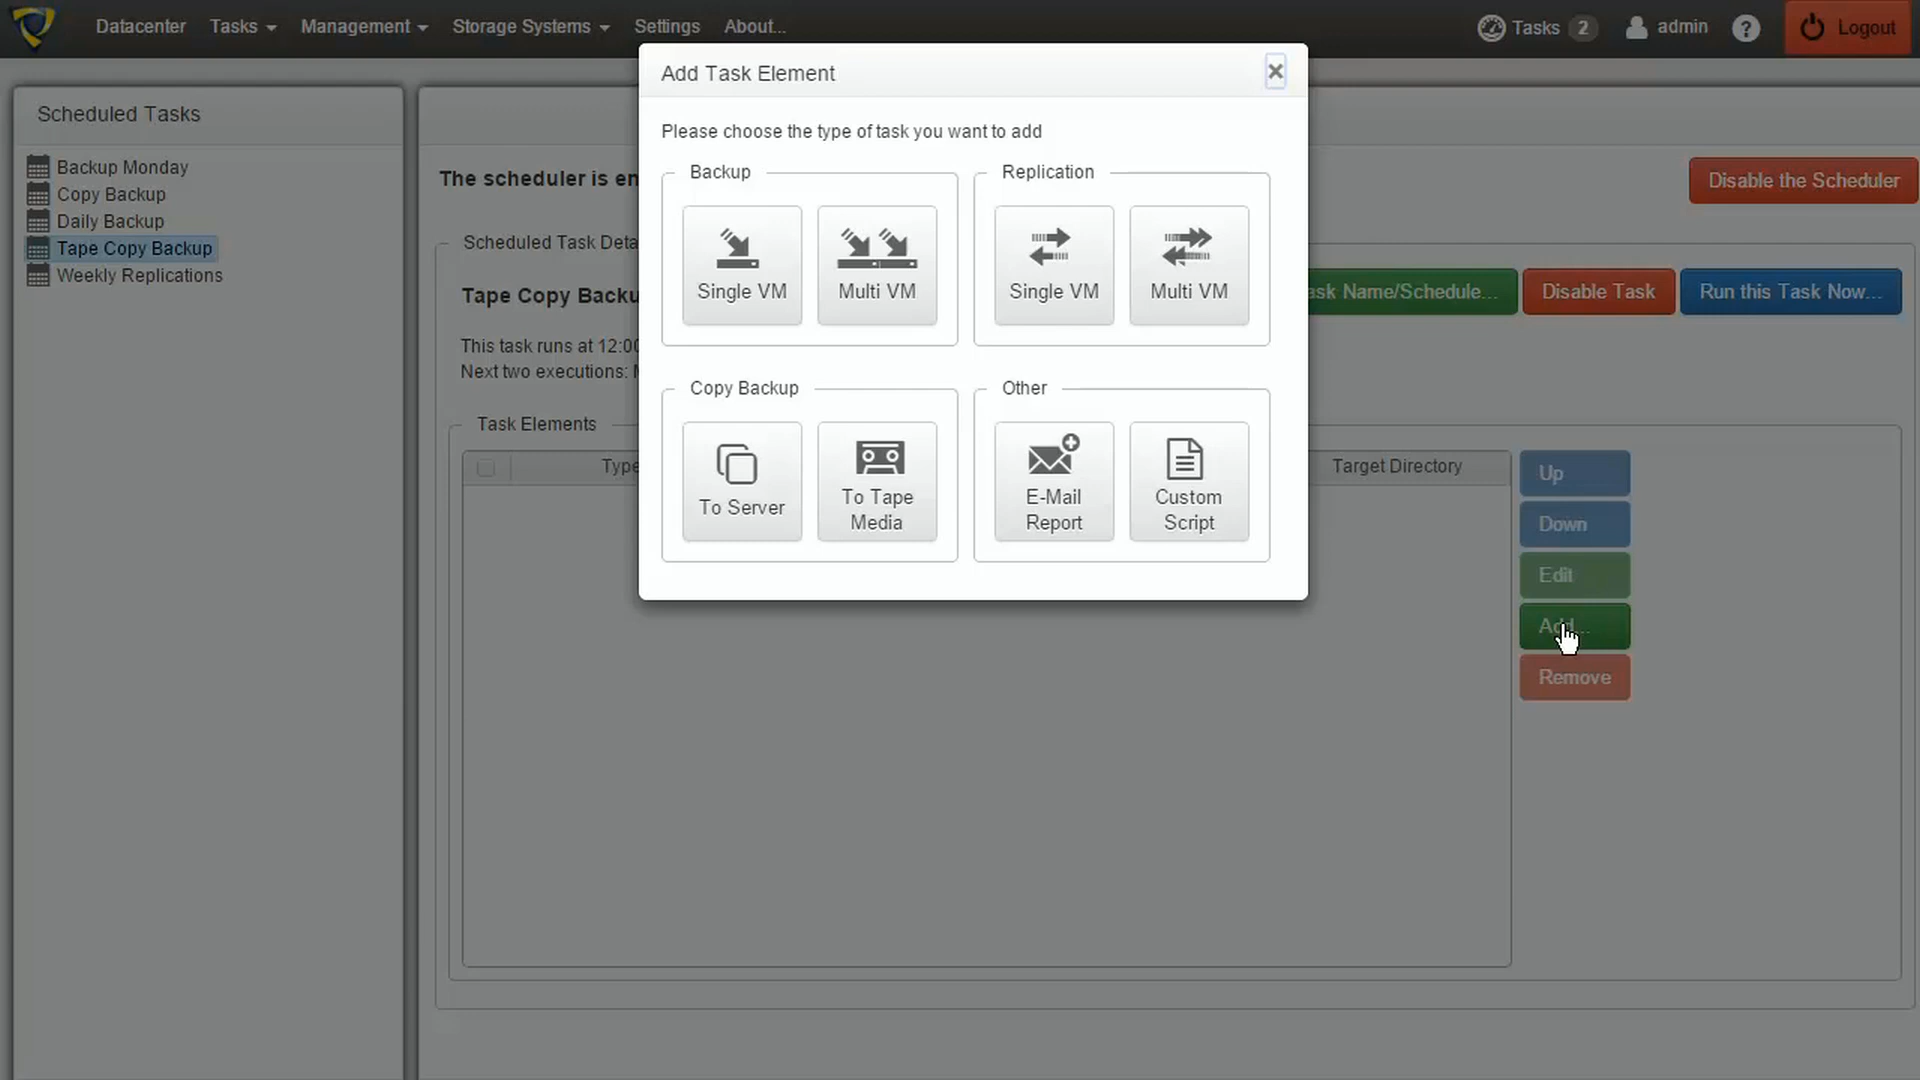 Datacenter Tasks Management Storage Systems Settings About... Tasks 2 admin ? Logout
Scheduled Tasks
Backup Monday
Copy Backup
Daily Backup
Tape Copy Backup
Weekly Replications
The scheduler is en
Disable the Scheduler
Scheduled Task Deta
Tape Copy Backu
ask Name/Schedule... Disable Task Run this Task Now...
This task runs at 12:00
Next two executions: M
Task Elements
Type Target Directory
Up
Down
Edit
Add...
Remove
Add Task Element
Please choose the type of task you want to add
Backup
Single VM Multi VM
Replication
Single VM Multi VM
Copy Backup
To Server
To Tape
Media
Other
E-Mail
Report
Custom
Script